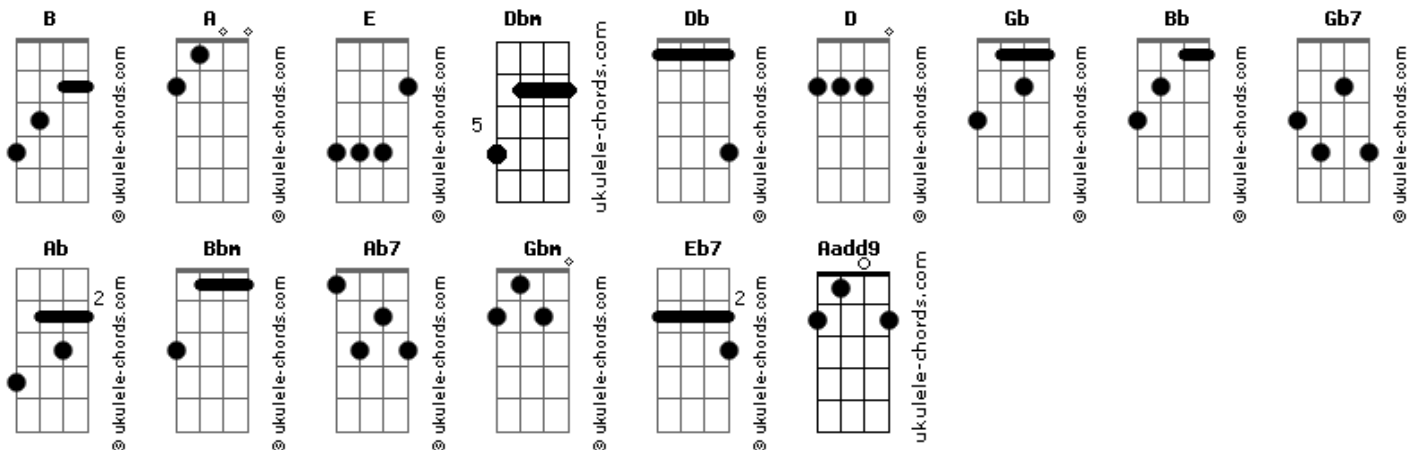 B A E Dbm Db D Gb Bb Gb7
5
© ukulele-chords.com © ukulele-chords.com © ukulele-chords.com ukulele-chords.com © ukulele-chords.com © ukulele-chords.com © ukulele-chords.com © ukulele-chords.com © ukulele-chords.com
Ab Bbm Ab7 Gbm Eb7 Aadd9
2 2
© ukulele-chords.com © ukulele-chords.com © ukulele-chords.com © ukulele-chords.com © ukulele-chords.com ukulele-chords.com